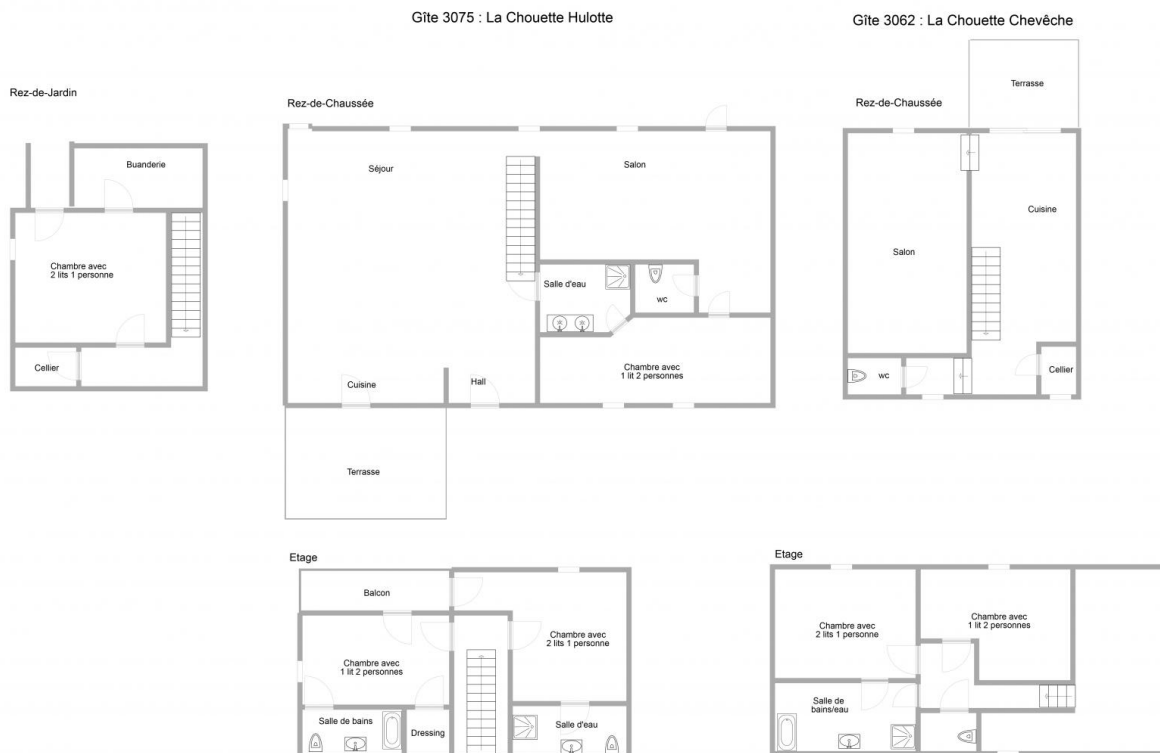 Gîte 3075 : La Chouette Hulotte
Gîte 3062 : La Chouette Chevêche
Rez-de-Jardin
Buanderie
Chambre avec
2 lits 1 personne
Cellier
Rez-de-Chaussée
Séjour
Salon
Salle d'eau
wc
Chambre avec
1 lit 2 personnes
Cuisine
Hall
Terrasse
Rez-de-Chaussée
Terrasse
Cuisine
Salon
wc
Cellier
Etage
Balcon
Chambre avec
2 lits 1 personne
Chambre avec
1 lit 2 personnes
Salle de bains
Dressing
Salle d'eau
Etage
Chambre avec
2 lits 1 personne
Chambre avec
1 lit 2 personnes
Salle de
bains/eau